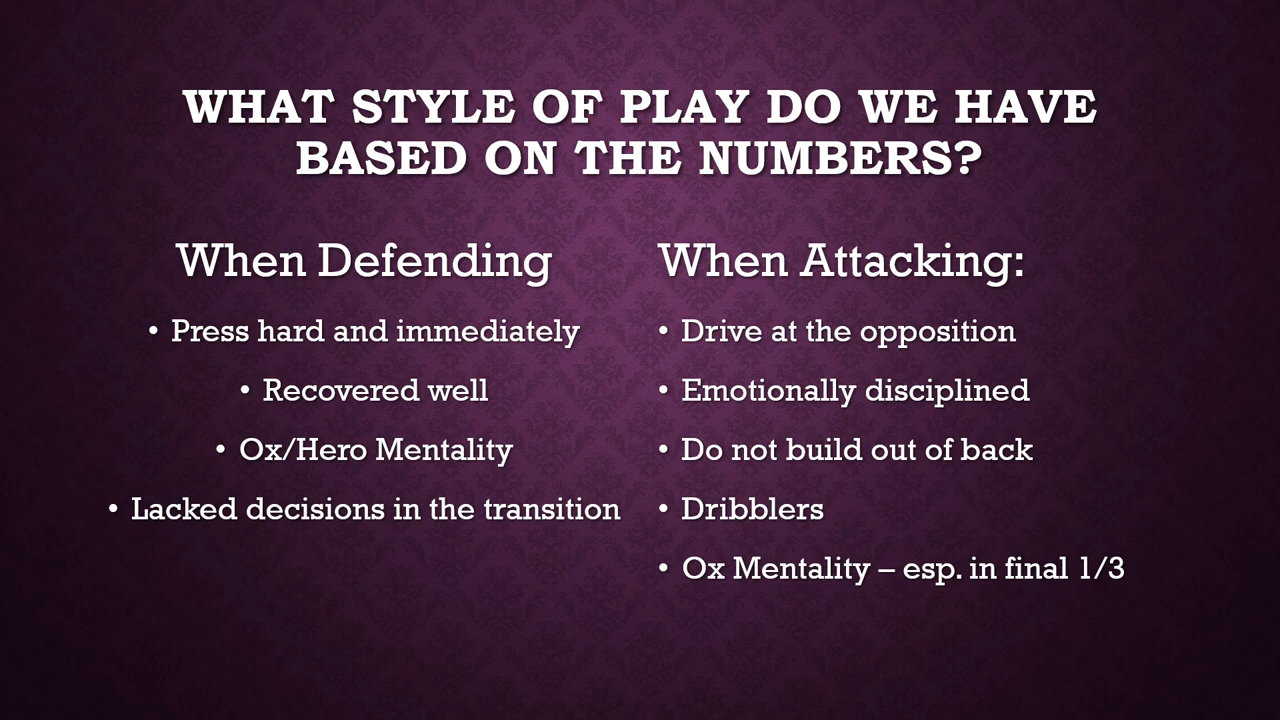 WHAT STYLE OF PLAY DO WE HAVE
BASED ON THE NUMBERS?
When Defending
• Press hard and immediately
• Recovered well
• Ox/Hero Mentality
• Lacked decisions in the transition
When Attacking:
• Drive at the opposition
• Emotionally disciplined
• Do not build out of back
• Dribblers
• Ox Mentality – esp. in final 1/3